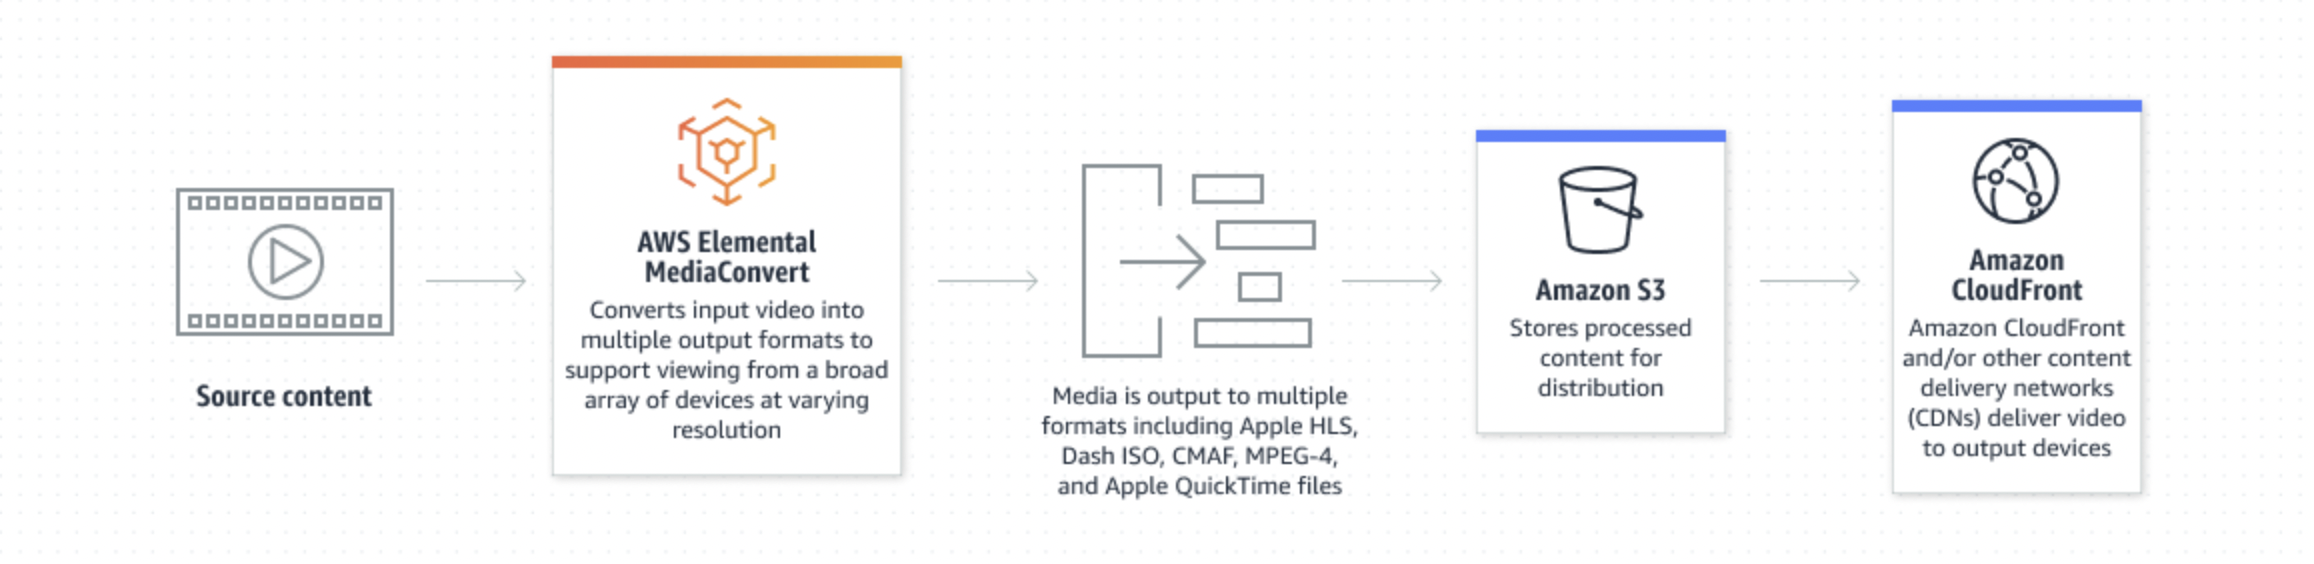 Source content
AWS Elemental
MediaConvert
Converts input video into
multiple output formats to
support viewing from a broad
array of devices at varying
resolution
Media is output to multiple
formats including Apple HLS,
Dash ISO, CMAF, MPEG-4,
and Apple QuickTime files
Amazon S3
Stores processed
content for
distribution
Amazon
CloudFront
Amazon CloudFront
and/or other content
delivery networks
(CDNs) deliver video
to output devices